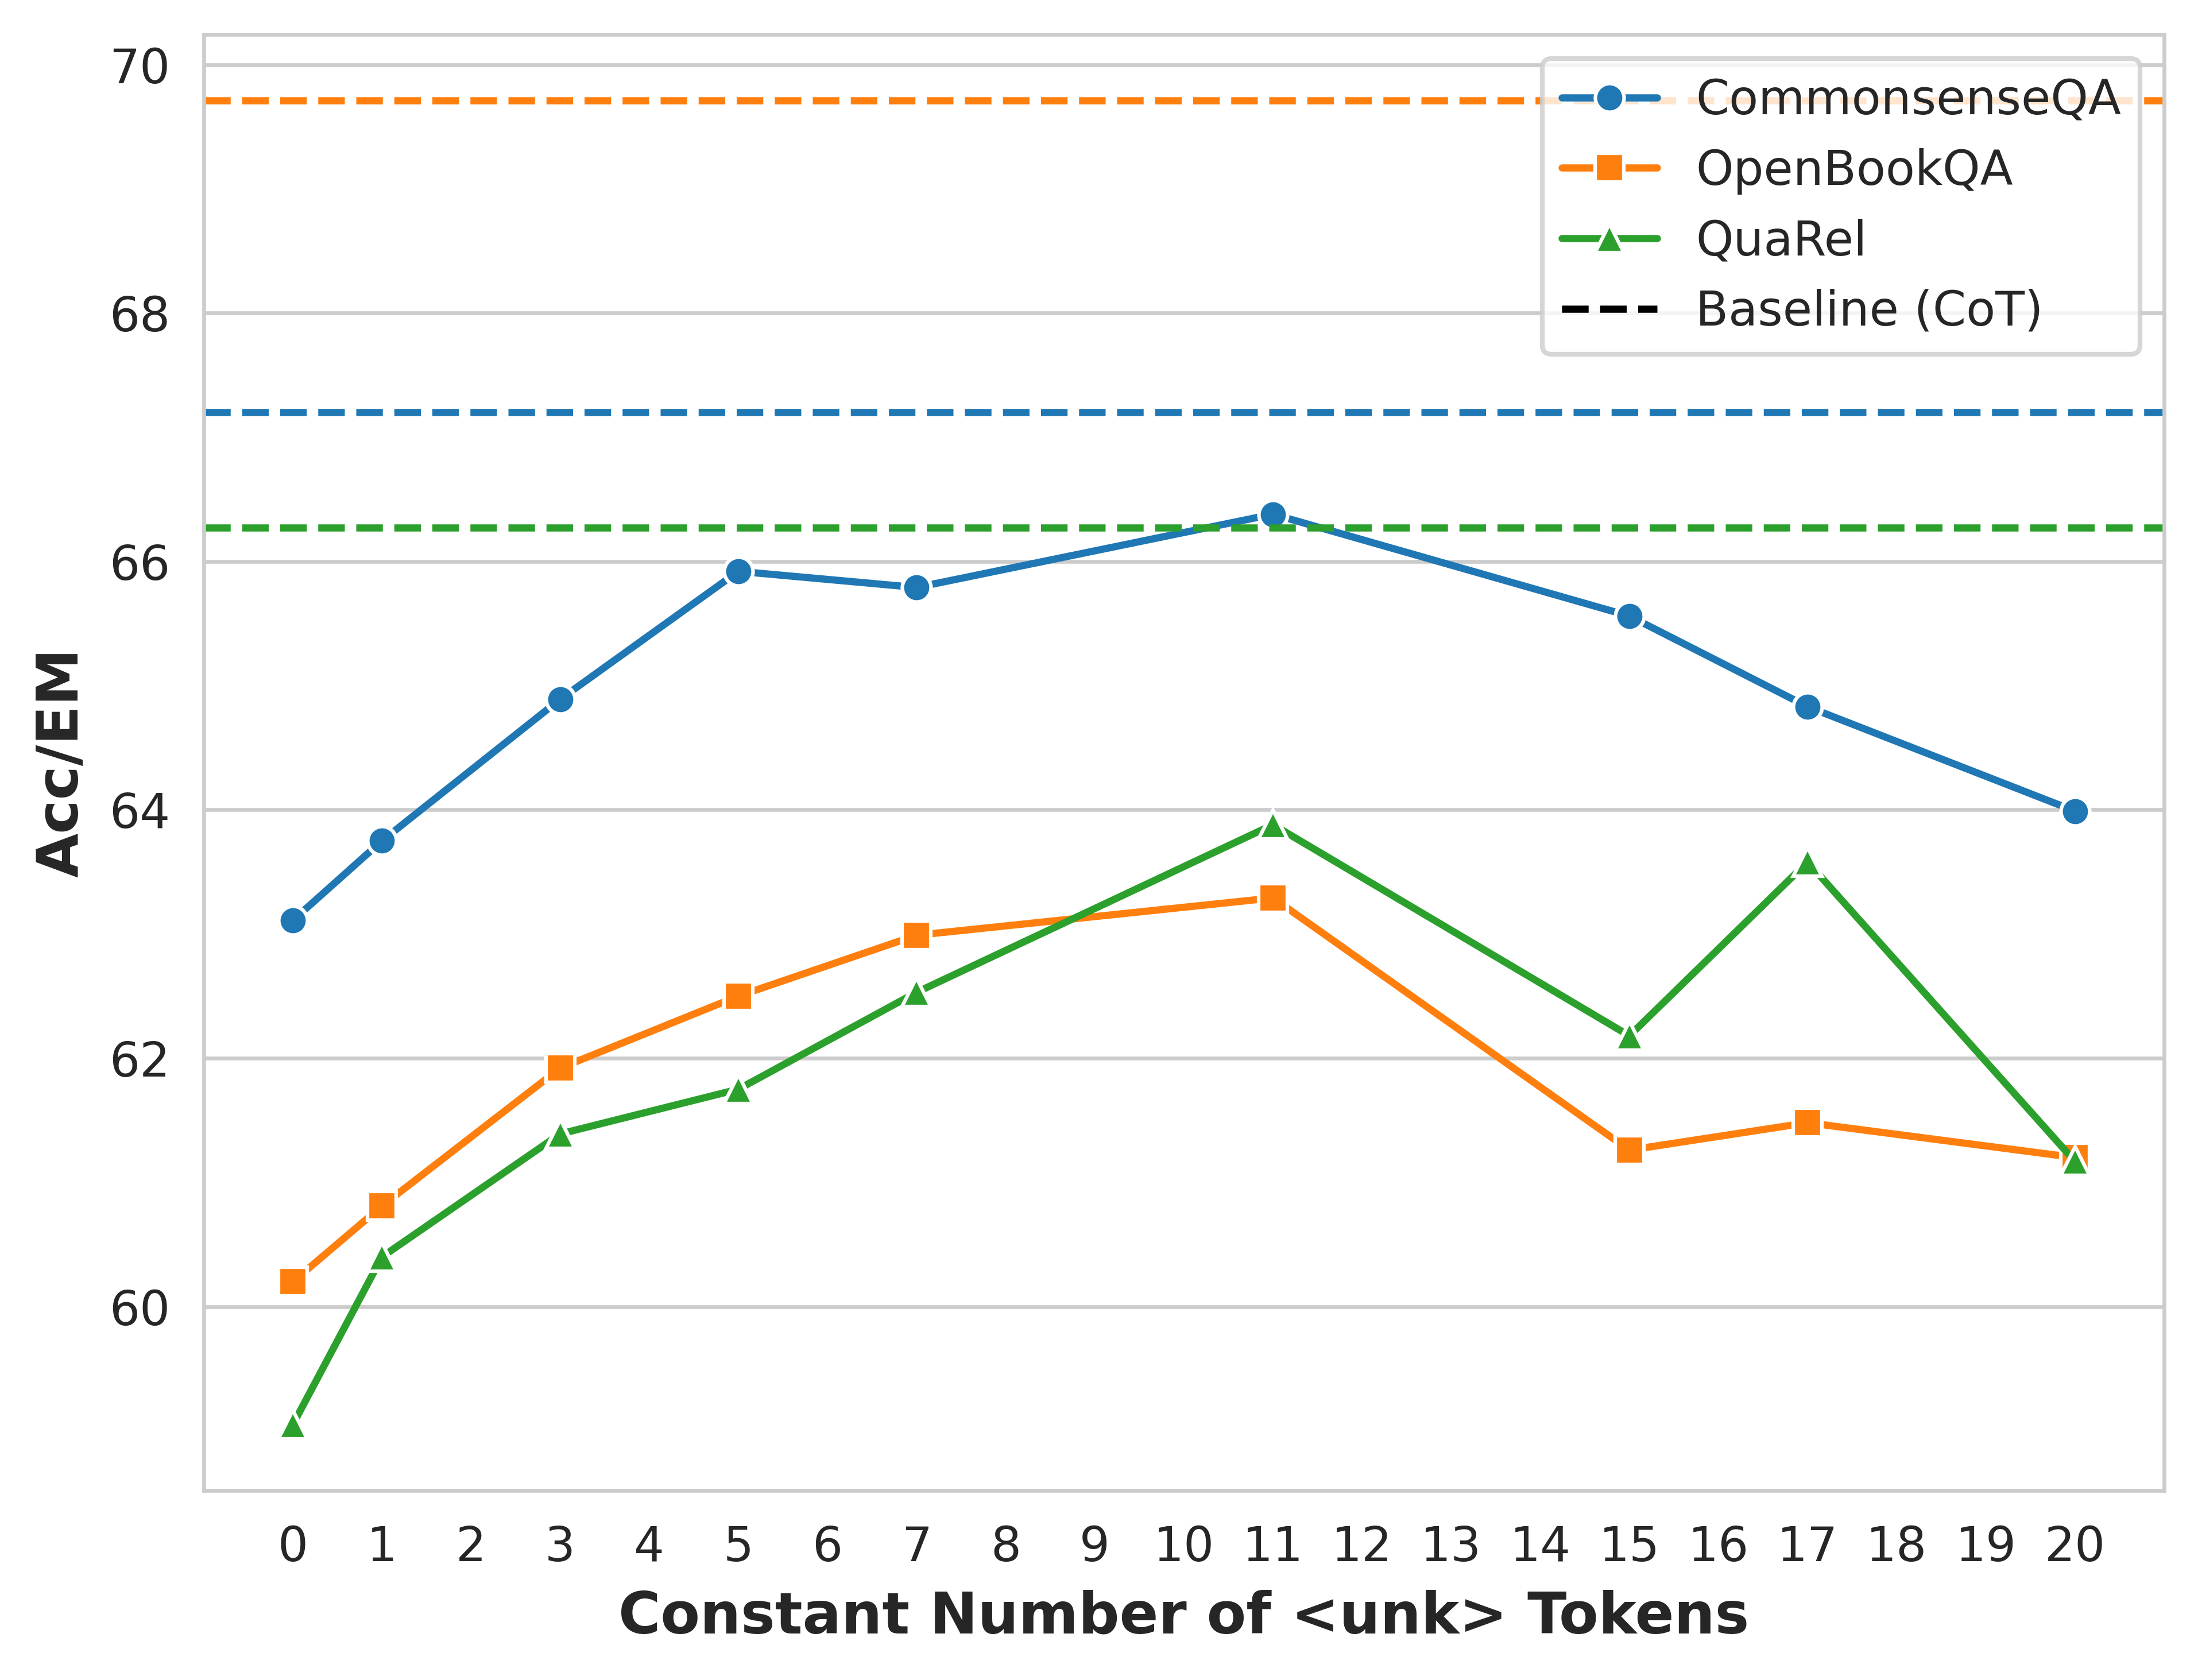 70
68
66
64
62
60
Acc/EM
CommonsenseQA
OpenBookQA
QuaRel
Baseline (CoT)
0 1 2 3 4 5 6 7 8 9 10 11 12 13 14 15 16 17 18 19 20
Constant Number of <unk> Tokens